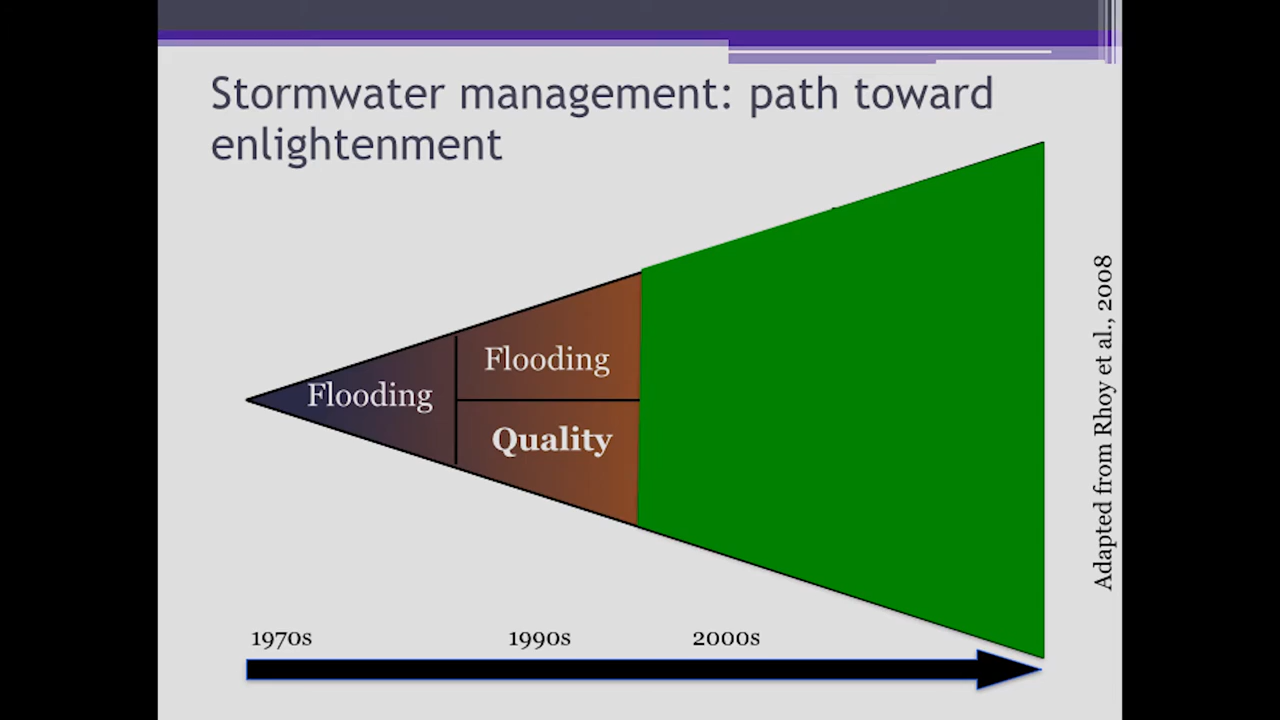 Stormwater management: path toward
enlightenment
Flooding
Flooding
Quality
Adapted from Rhoy et al., 2008
1970s
1990s
2000s